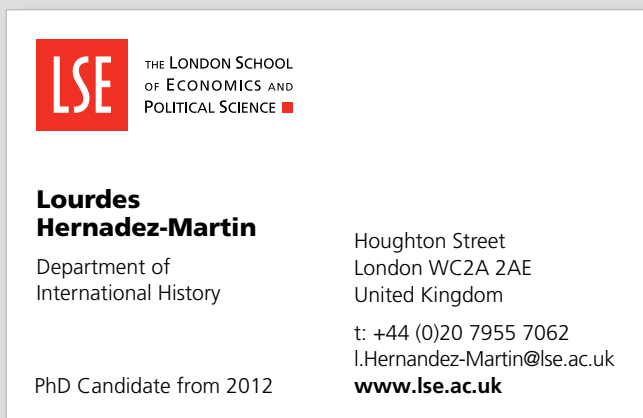 LSE
THE LONDON SCHOOL
OF ECONOMICS AND
POLITICAL SCIENCE
Lourdes
Hernadez-Martin
Department of
International History
PhD Candidate from 2012
Houghton Street
London WC2A 2AE
United Kingdom
t: +44 (0)20 7955 7062
l.Hernandez-Martin@lse.ac.uk
www.lse.ac.uk